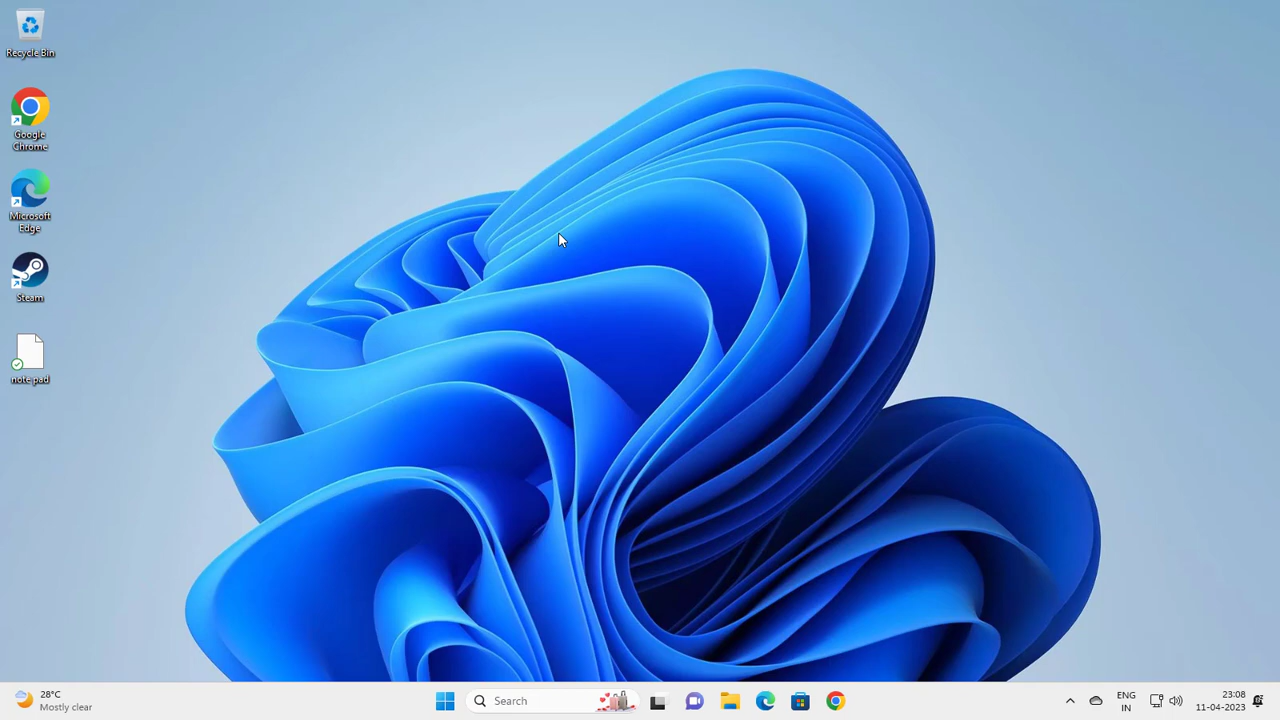 Recycle Bin
Google
Chrome
Microsoft
Edge
Steam
note pad
28°C
Mostly clear
Search
ENG
IN
23:08
11-04-2023